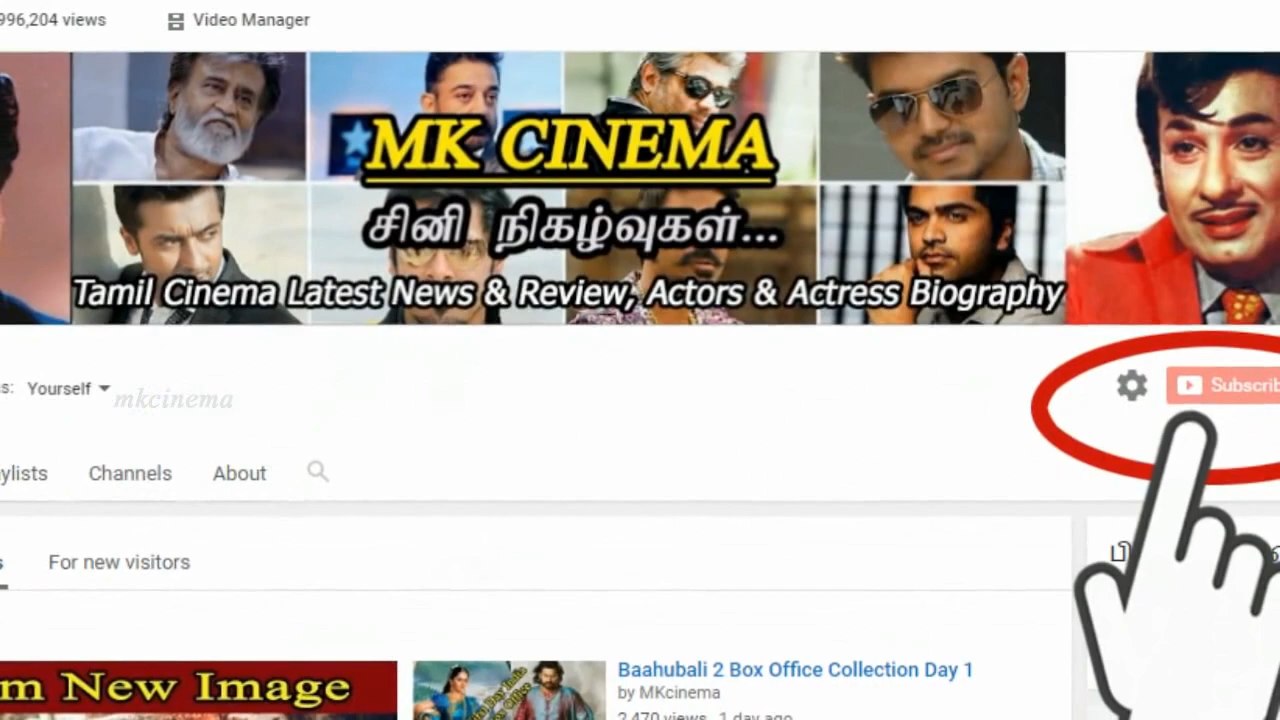 996,204 views
Video Manager
MK CINEMA
சினி நிகழ்வுகள்...
Tamil Cinema Latest News & Review, Actors & Actress Biography
Yourself
mkcinema
Subscrib
Channels
About
For new visitors
New Image
Baahubali 2 Box Office Collection Day 1
by MKcinema
2,470 views 1 day ago